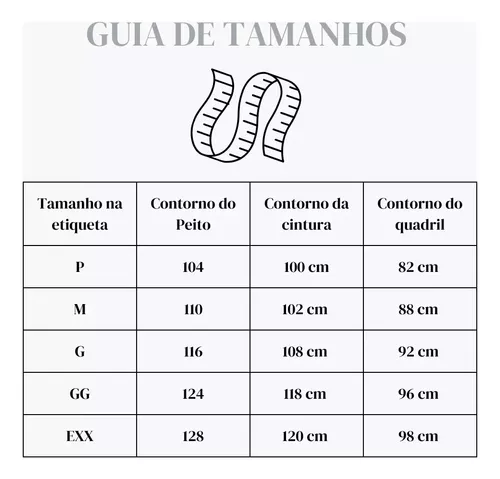 GUIA DE TAMANHOS
Tamanho na etiqueta Contorno do Peito Contorno da cintura Contorno do quadril
P 104 100 cm 82 cm
M 110 102 cm 88 cm
G 116 108 cm 92 cm
GG 124 118 cm 96 cm
EXX 128 120 cm 98 cm